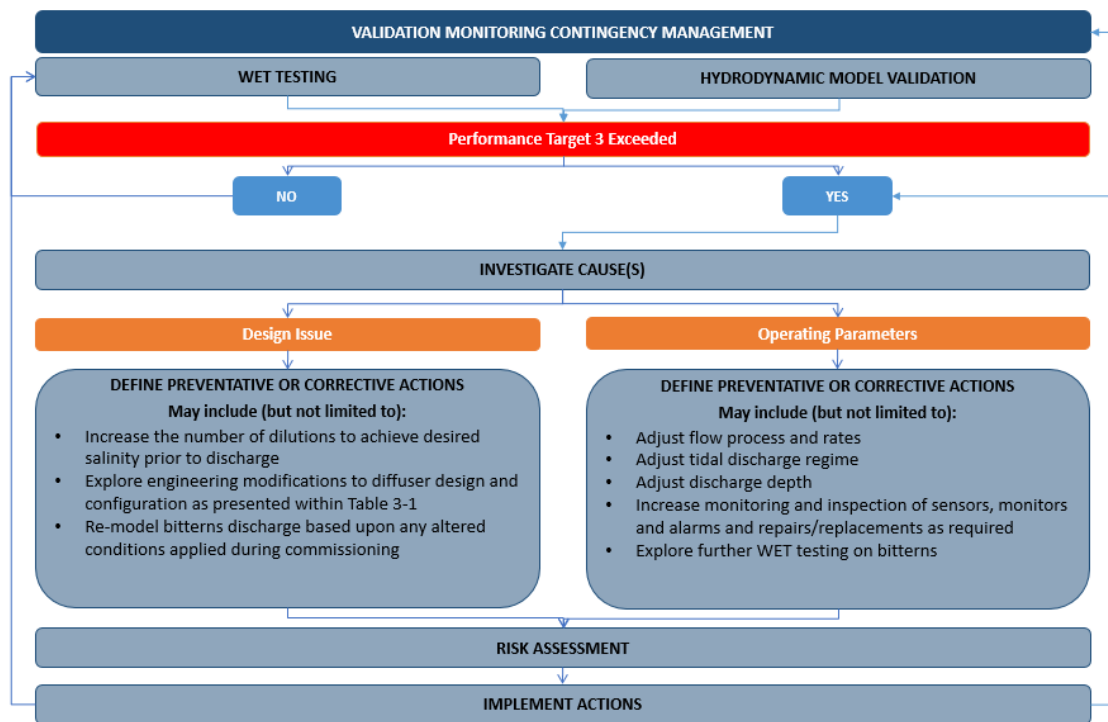 VALIDATION MONITORING CONTINGENCY MANAGEMENT
WET TESTING
HYDRODYNAMIC MODEL VALIDATION
Performance Target 3 Exceeded
NO
YES
INVESTIGATE CAUSE(S)
Design Issue
Operating Parameters
DEFINE PREVENTATIVE OR CORRECTIVE ACTIONS
May include (but not limited to):
• Increase the number of dilutions to achieve desired
salinity prior to discharge
• Explore engineering modifications to diffuser design and
configuration as presented within Table 3-1
• Re-model bitterns discharge based upon any altered
conditions applied during commissioning
DEFINE PREVENTATIVE OR CORRECTIVE ACTIONS
May include (but not limited to):
• Adjust flow process and rates
• Adjust tidal discharge regime
• Adjust discharge depth
• Increase monitoring and inspection of sensors, monitors
and alarms and repairs/replacements as required
• Explore further WET testing on bitterns
RISK ASSESSMENT
IMPLEMENT ACTIONS